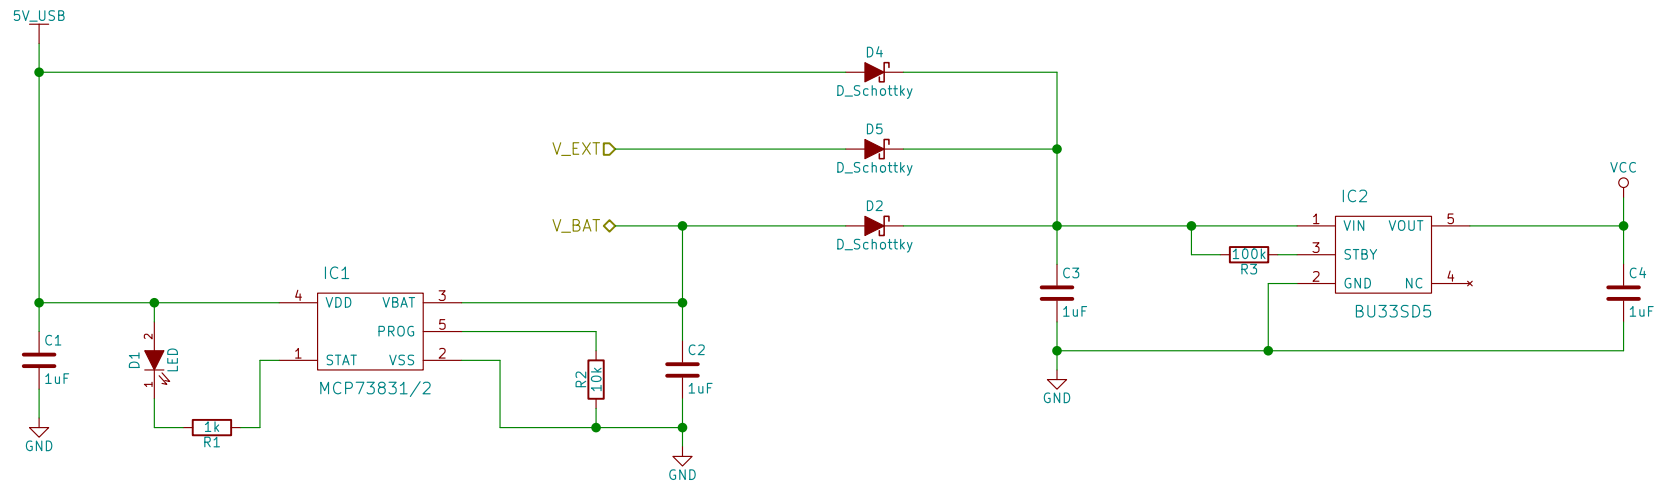 5V_USB
D4
D_Schottky
D5
V_EXT
D_Schottky
D2
V_BAT
D_Schottky
VCC
IC2
1 VIN VOUT 5
3 STBY
100k
R3
2 GND NC 4
BU33SD5
C3
1uF
C4
1uF
GND
IC1
4 VDD VBAT 3
PROG 5
1 STAT VSS 2
MCP73831/2
C1
1uF
GND
2
D1
LED
1
1k
R1
R2
10k
C2
1uF
GND